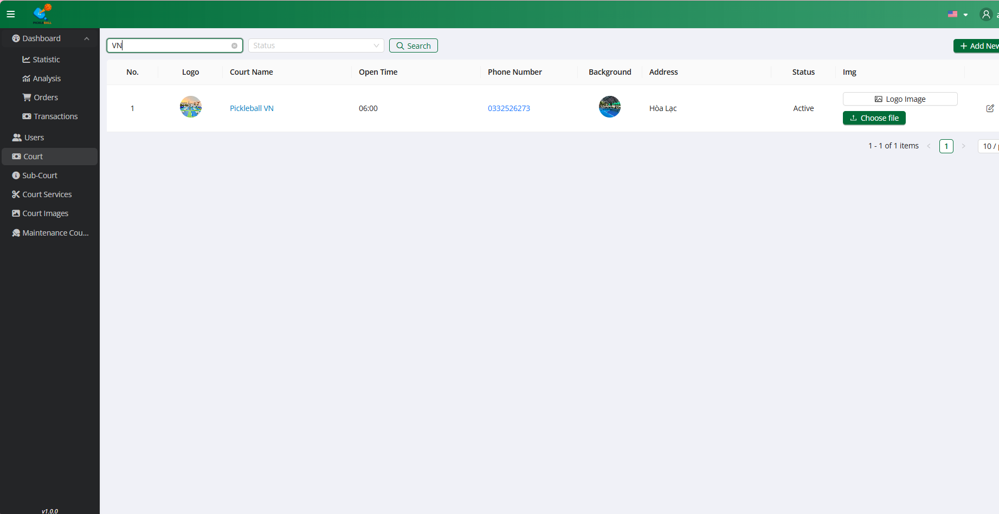 PICKLEBALL
Dashboard
Statistic
Analysis
Orders
Transactions
Users
Court
Sub-Court
Court Services
Court Images
Maintenance Cou...
v1.0.0
VN Status Search + Add New
No. Logo Court Name Open Time Phone Number Background Address Status Img
1 Pickleball VN 06:00 0332526273 Hòa Lạc Active
Logo Image
Choose file
1 - 1 of 1 items < 1 > 10 /